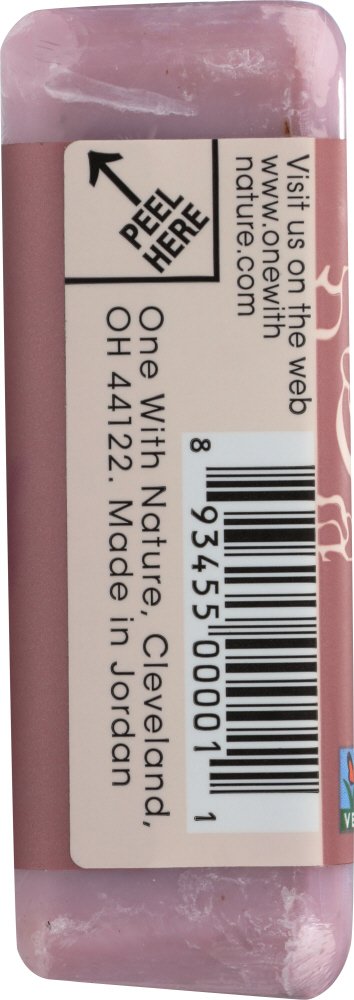 Visit us on the web
www.onewith
nature.com
PEEL
HERE
8 93455 00001 1
One With Nature, Cleveland,
OH 44122. Made in Jordan